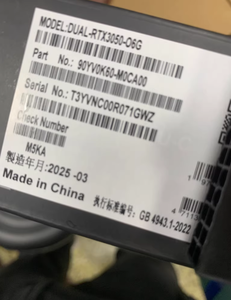 MODEL:DUAL-RTX3050-O6G
Part No.: 90YV0K60-M0CA00
Serial No.: T3YVNC00R071GWZ
Check Number
M5KA
製造年月:2025-03
Made in China
执行标准编号: GB 4943.1-2022